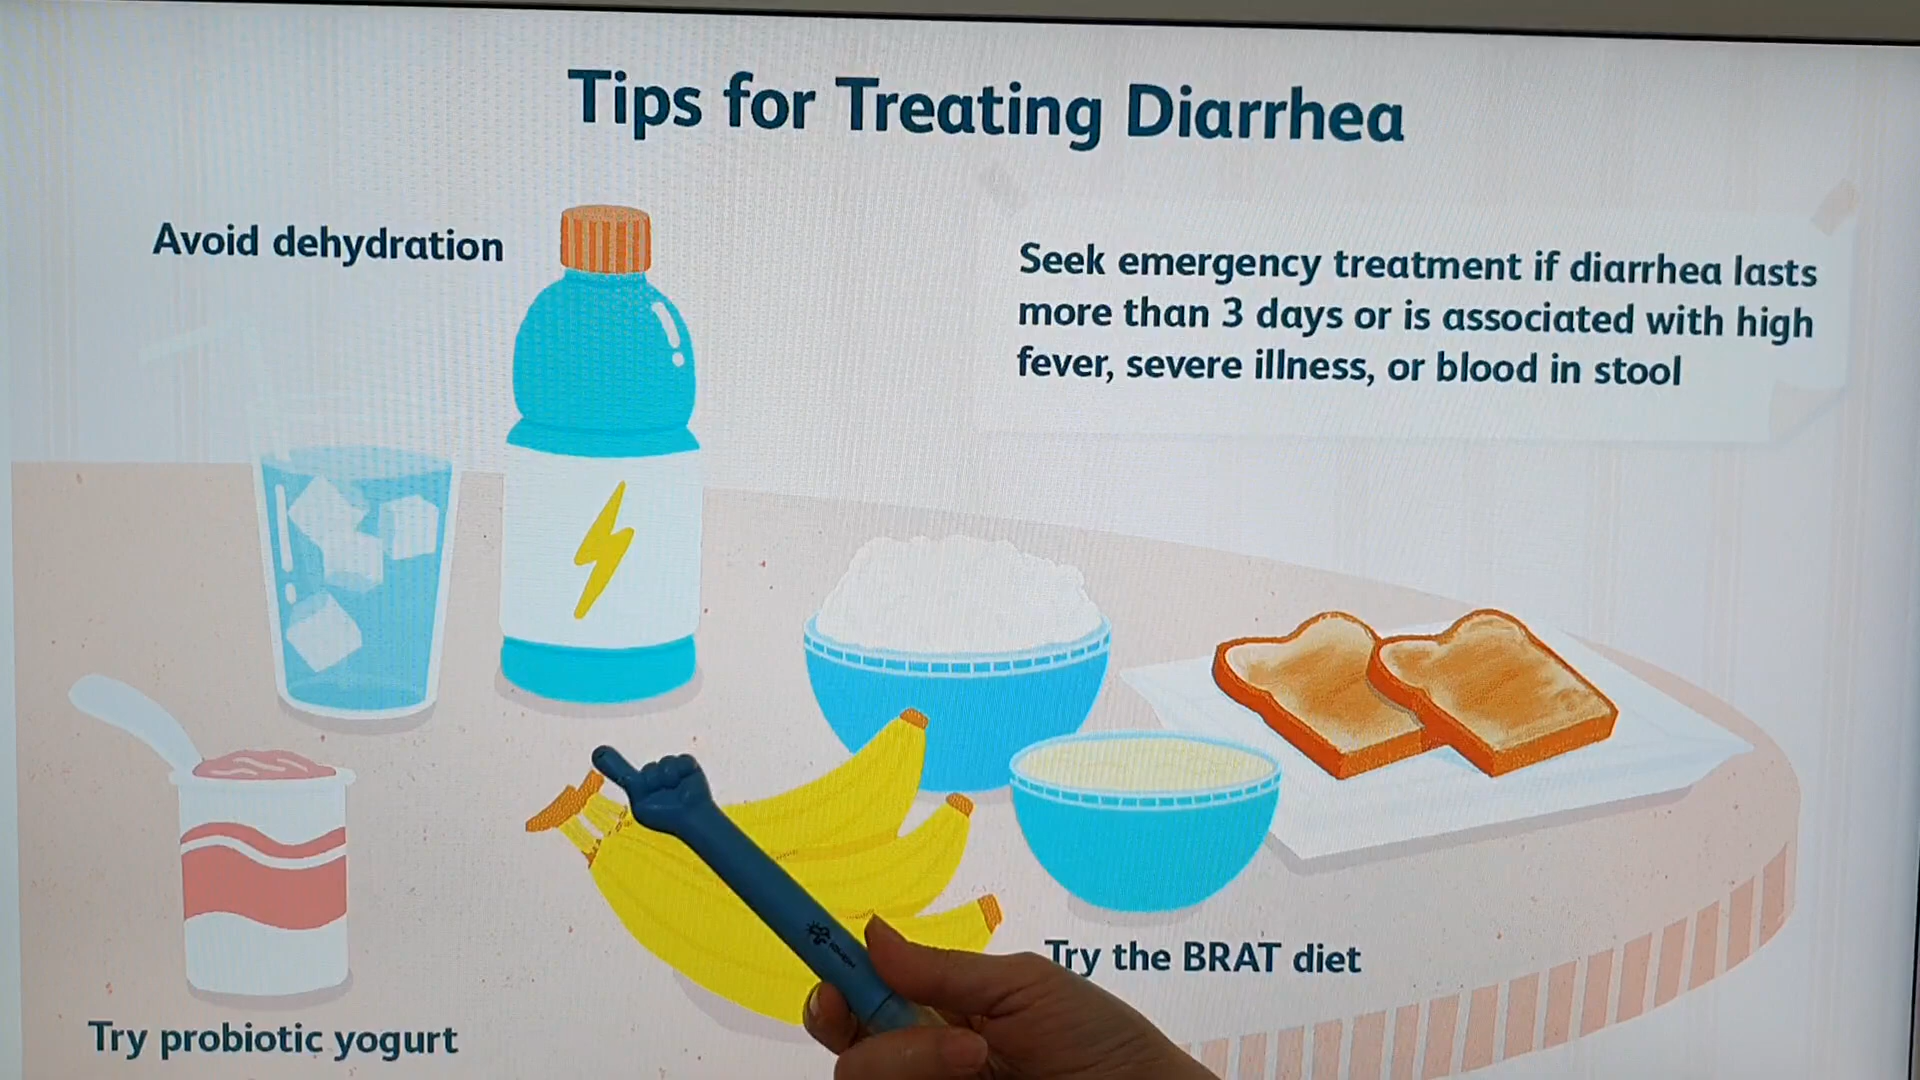 Tips for Treating Diarrhea
Avoid dehydration
Seek emergency treatment if diarrhea lasts
more than 3 days or is associated with high
fever, severe illness, or blood in stool
Try the BRAT diet
Try probiotic yogurt